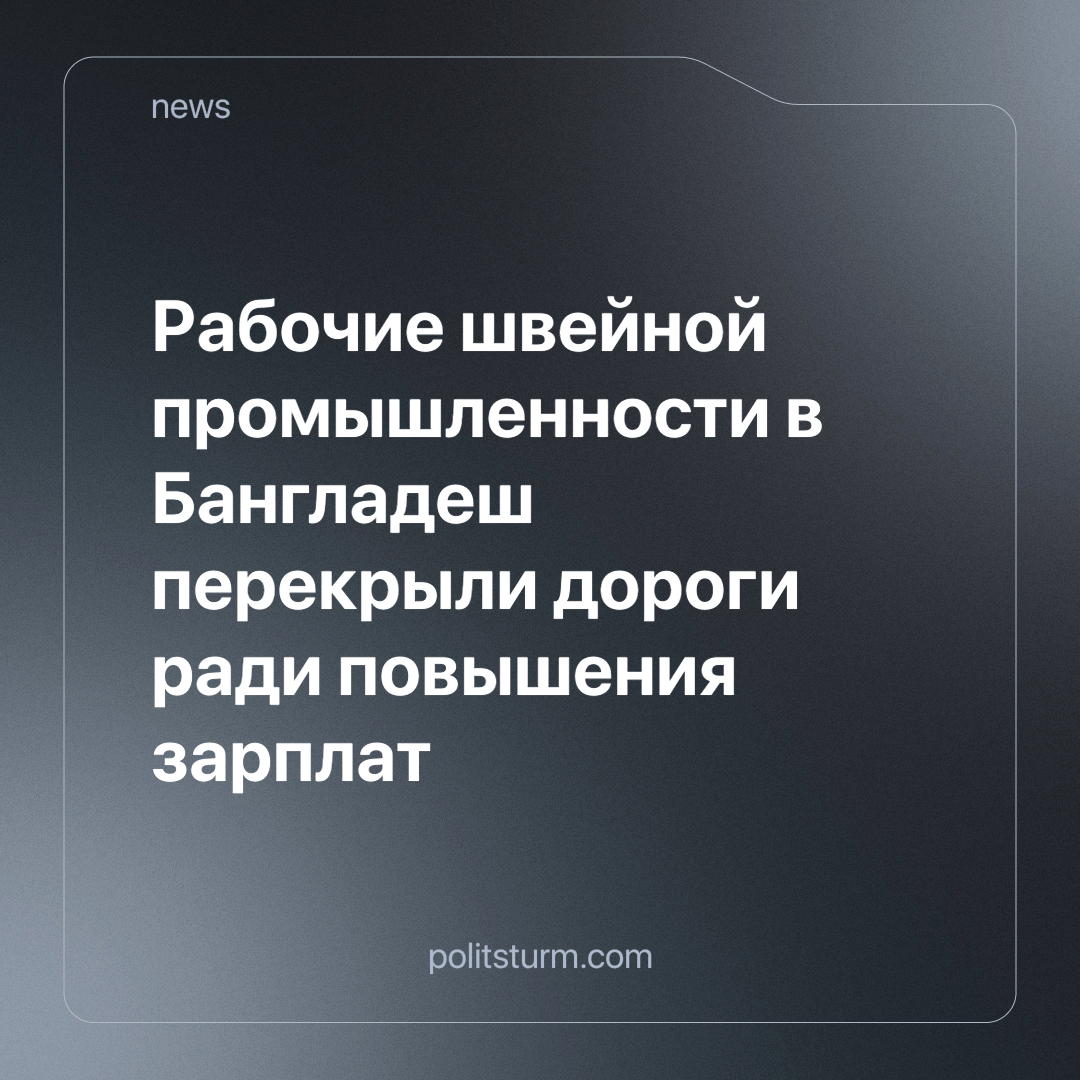 news
Рабочие швейной
промышленности в
Бангладеш
перекрыли дороги
ради повышения
зарплат
politsturm.com